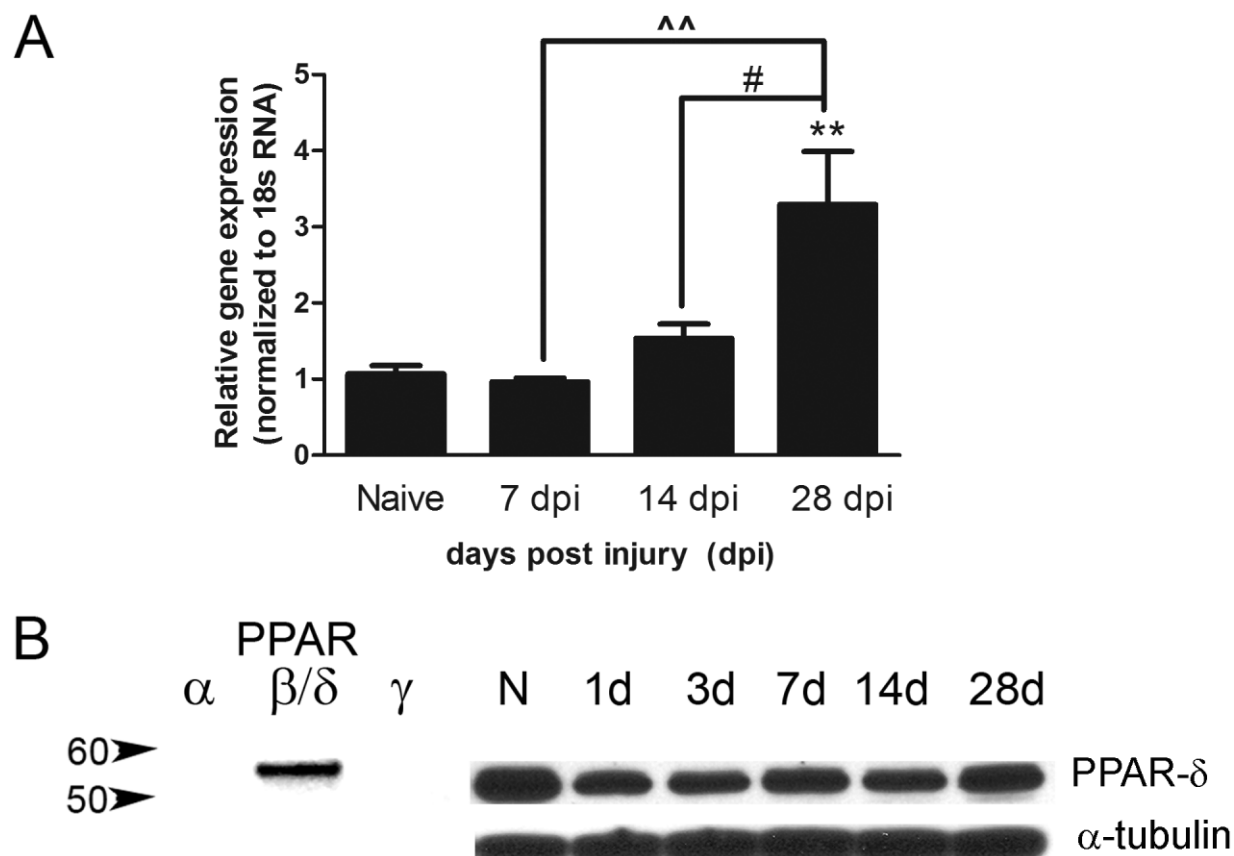 A
^^
#
**
Relative gene expression
(normalized to 18s RNA)
5
4
3
2
1
0
Naive 7 dpi 14 dpi 28 dpi
days post injury (dpi)
B
PPAR
α β/δ γ
60
50
N 1d 3d 7d 14d 28d
PPAR-δ
α-tubulin